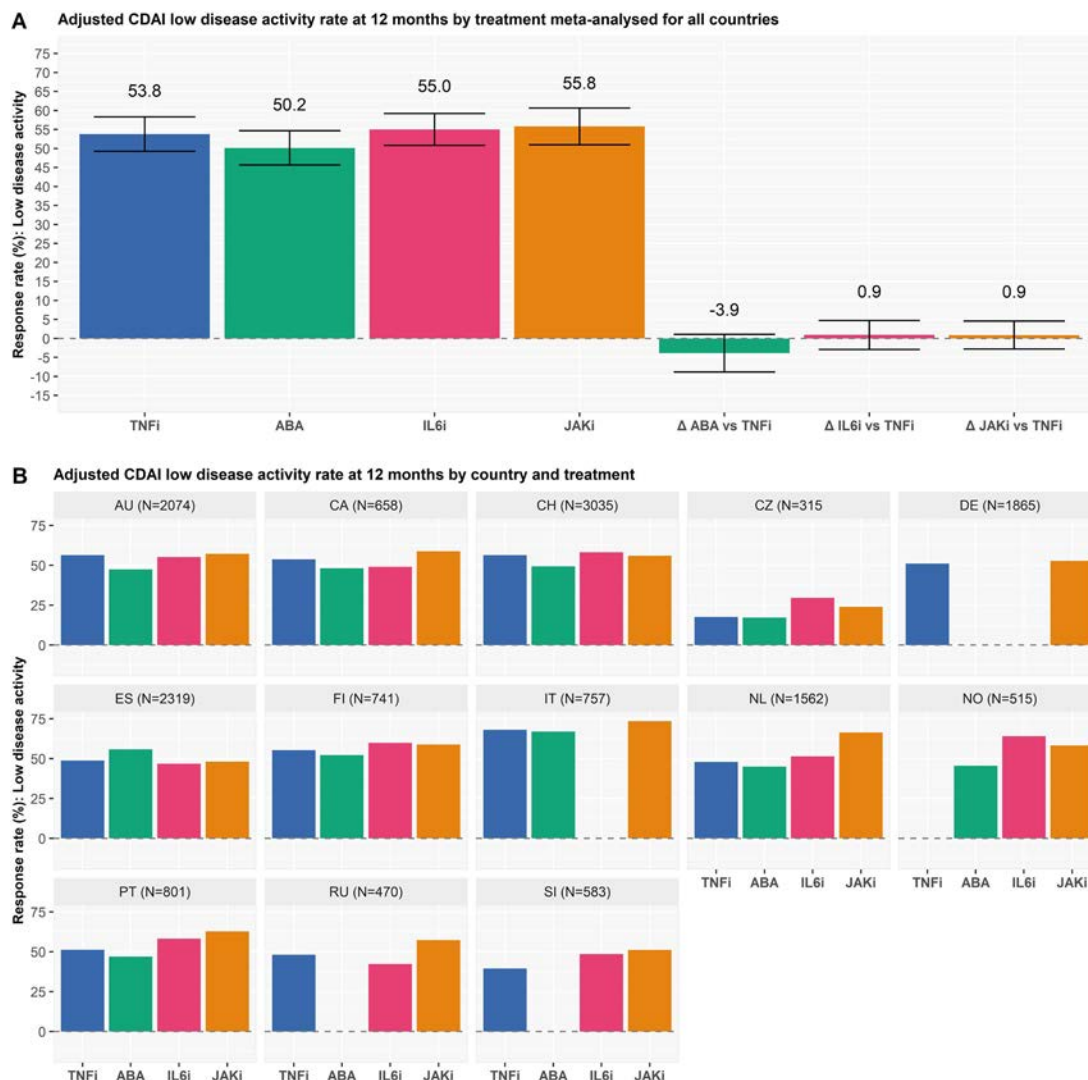 A Adjusted CDAI low disease activity rate at 12 months by treatment meta-analysed for all countries
Response rate (%): Low disease activity
75
70
65
60
55
50
45
40
35
30
25
20
15
10
5
0
-5
-10
-15
53.8 50.2 55.0 55.8 -3.9 0.9 0.9
TNFi ABA IL6i JAKi Δ ABA vs TNFi Δ IL6i vs TNFi Δ JAKi vs TNFi
B Adjusted CDAI low disease activity rate at 12 months by country and treatment
Response rate (%): Low disease activity
AU (N=2074) CA (N=658) CH (N=3035) CZ (N=315 DE (N=1865)
75
50
25
0
ES (N=2319) FI (N=741) IT (N=757) NL (N=1562) NO (N=515)
75
50
25
0
TNFi ABA IL6i JAKi TNFi ABA IL6i JAKi
PT (N=801) RU (N=470) SI (N=583)
75
50
25
0
TNFi ABA IL6i JAKi TNFi ABA IL6i JAKi TNFi ABA IL6i JAKi